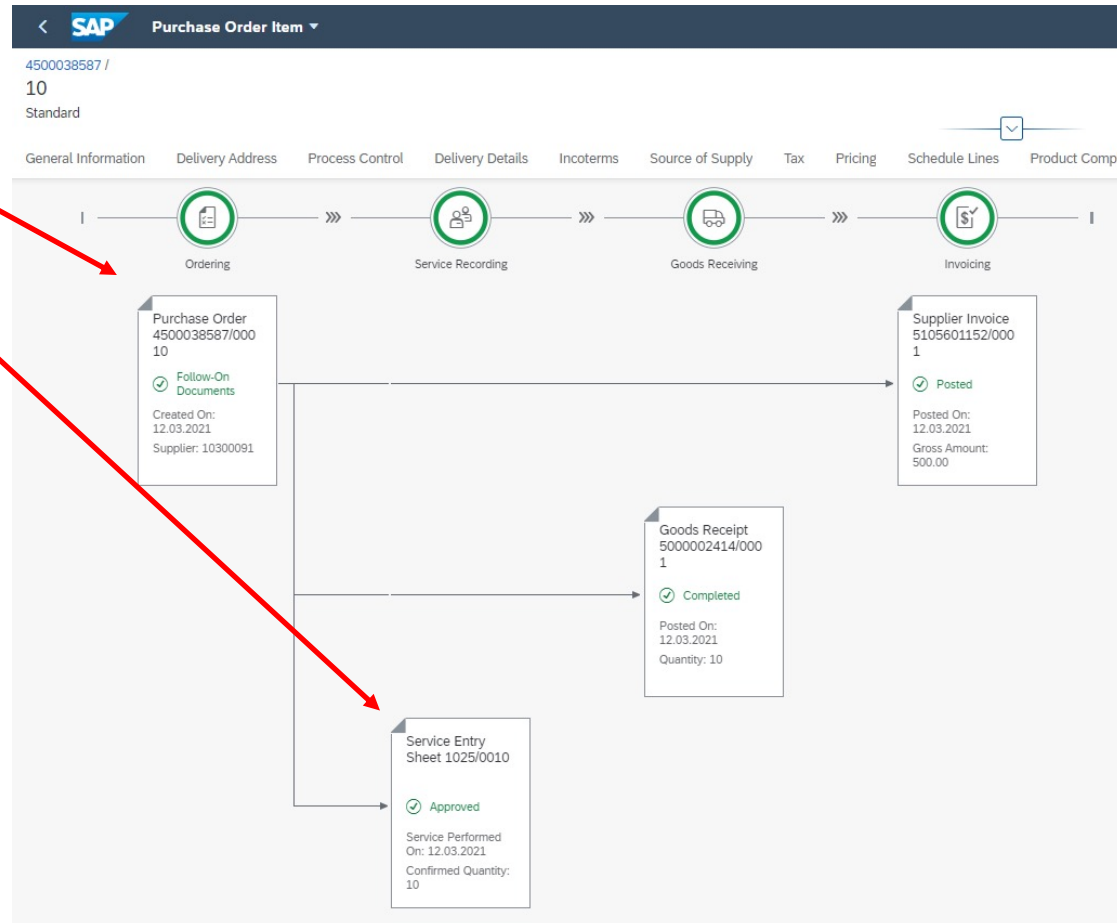 SAP Purchase Order Item
4500038587 /
10
Standard
General Information Delivery Address Process Control Delivery Details Incoterms Source of Supply Tax Pricing Schedule Lines Product Comp
Ordering Service Recording Goods Receiving Invoicing
Purchase Order
4500038587/000
10
Follow-On
Documents
Created On:
12.03.2021
Supplier: 10300091
Supplier Invoice
5105601152/000
1
Posted
Posted On:
12.03.2021
Gross Amount:
500.00
Goods Receipt
5000002414/000
1
Completed
Posted On:
12.03.2021
Quantity: 10
Service Entry
Sheet 1025/0010
Approved
Service Performed
On: 12.03.2021
Confirmed Quantity:
10